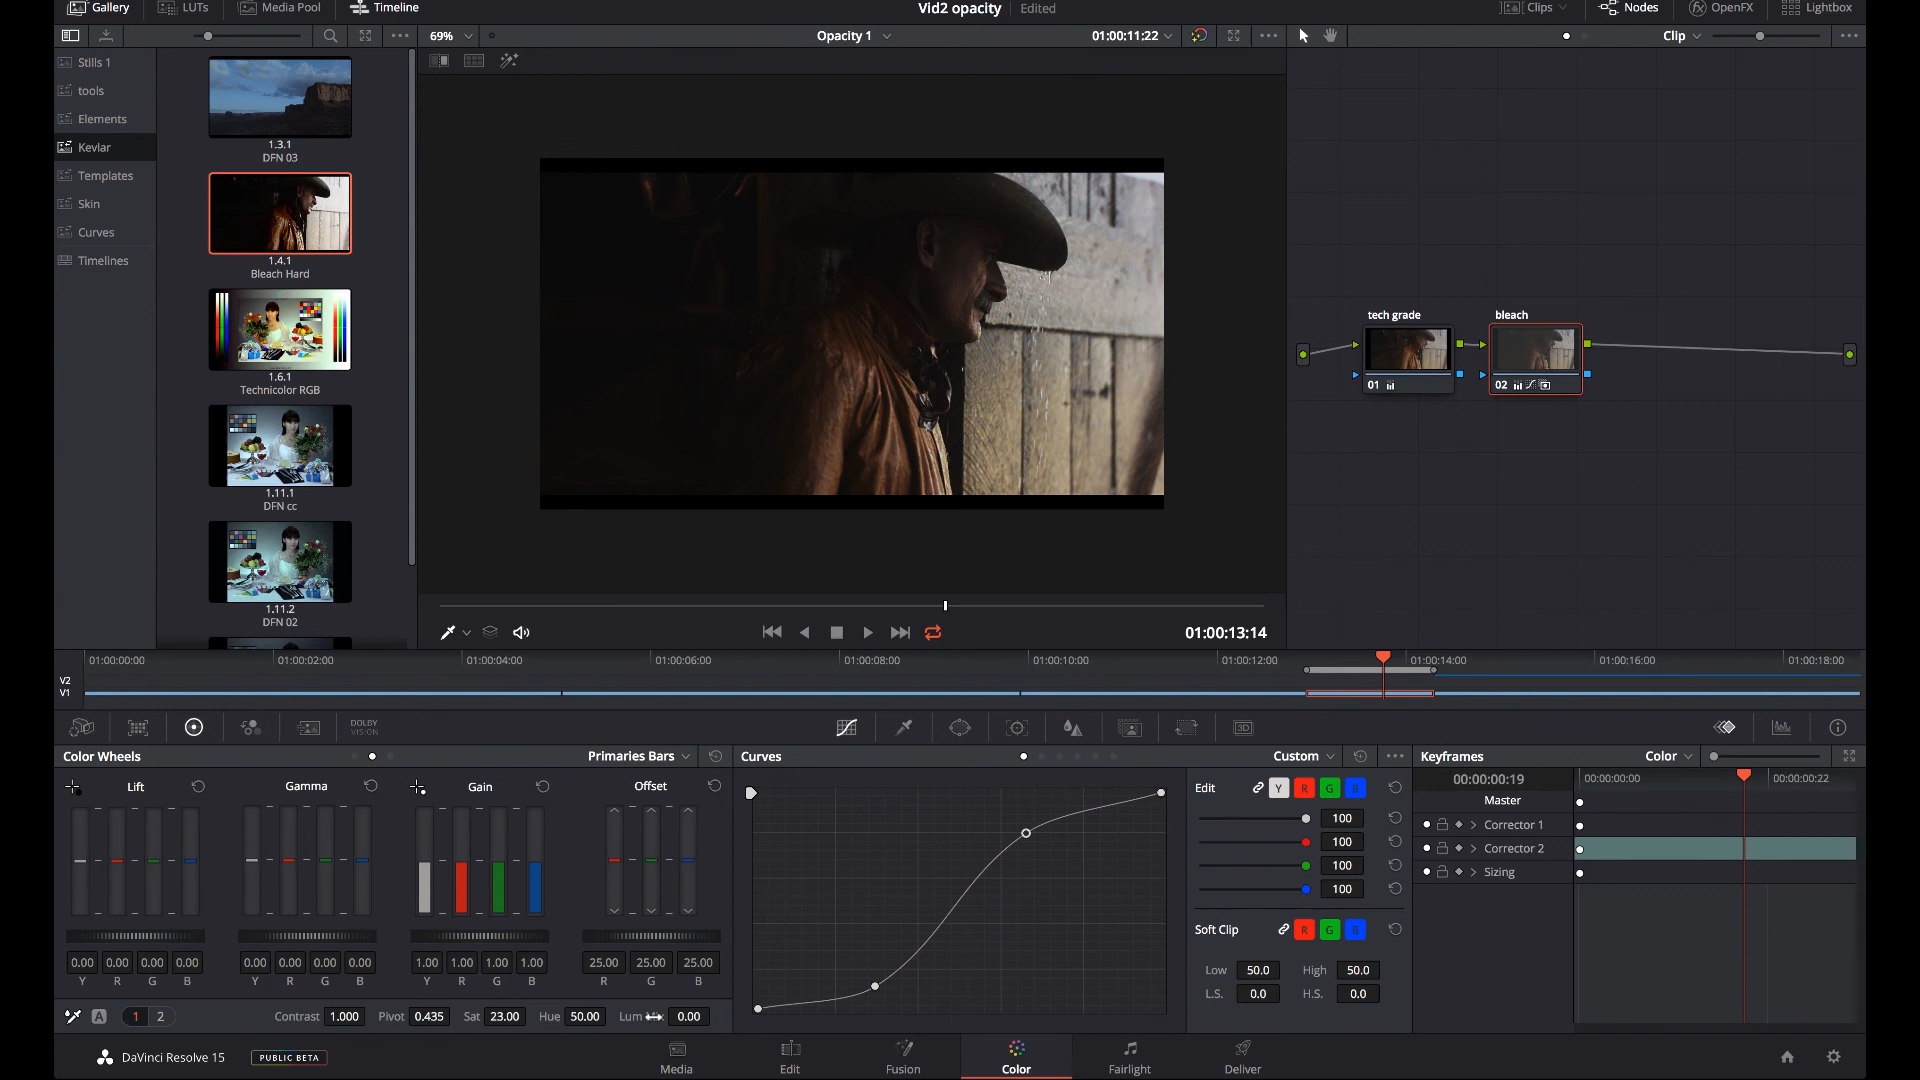 Gallery LUTs Media Pool Timeline Vid2 opacity Edited Clips Nodes OpenFX Lightbox
69% Opacity 1 01:00:11:22 Clip
Stills 1
tools
Elements
Kevlar
Templates
Skin
Curves
Timelines
1.3.1
DFN 03
1.4.1
Bleach Hard
1.6.1
Technicolor RGB
1.11.1
DFN cc
1.11.2
DFN 02
tech grade bleach
01 02
01:00:13:14
01:00:00:00 01:00:02:00 01:00:04:00 01:00:06:00 01:00:08:00 01:00:10:00 01:00:12:00 01:00:14:00 01:00:16:00 01:00:18:00
V2
V1
DOLBY
VISION
3D
Color Wheels Primaries Bars Curves Custom Keyframes Color
Lift Gamma Gain Offset
0.00 0.00 0.00 0.00 0.00 0.00 0.00 0.00 1.00 1.00 1.00 1.00 25.00 25.00 25.00
Y R G B Y R G B Y R G B R G B
A 1 2 Contrast 1.000 Pivot 0.435 Sat 23.00 Hue 50.00 Lum 0.00
Edit Y R G B
100
100
100
100
Soft Clip R G B
Low 50.0 High 50.0
L.S. 0.0 H.S. 0.0
00:00:00:19 00:00:00:00 00:00:00:22
Master
Corrector 1
Corrector 2
Sizing
DaVinci Resolve 15 PUBLIC BETA
Media Edit Fusion Color Fairlight Deliver